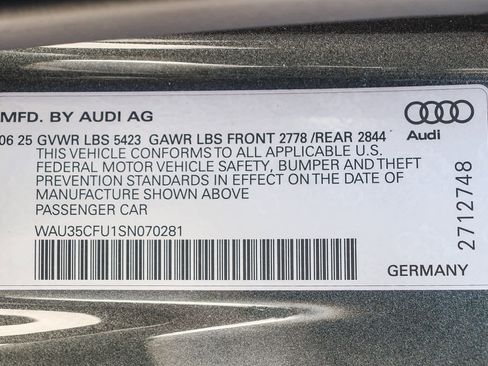 MFD. BY AUDI AG
06 25 GVWR LBS 5423 GAWR LBS FRONT 2778 /REAR 2844
THIS VEHICLE CONFORMS TO ALL APPLICABLE U.S.
FEDERAL MOTOR VEHICLE SAFETY, BUMPER AND THEFT
PREVENTION STANDARDS IN EFFECT ON THE DATE OF
MANUFACTURE SHOWN ABOVE
PASSENGER CAR
WAU35CFU1SN070281
Audi
2712748
GERMANY